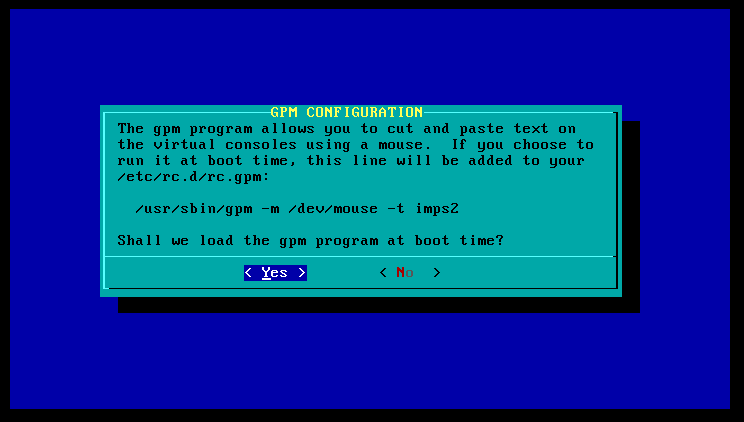 GPM CONFIGURATION
The gpm program allows you to cut and paste text on
the virtual consoles using a mouse.  If you choose to
run it at boot time, this line will be added to your
/etc/rc.d/rc.gpm:
/usr/sbin/gpm -m /dev/mouse -t imps2
Shall we load the gpm program at boot time?
< Yes > < No  >